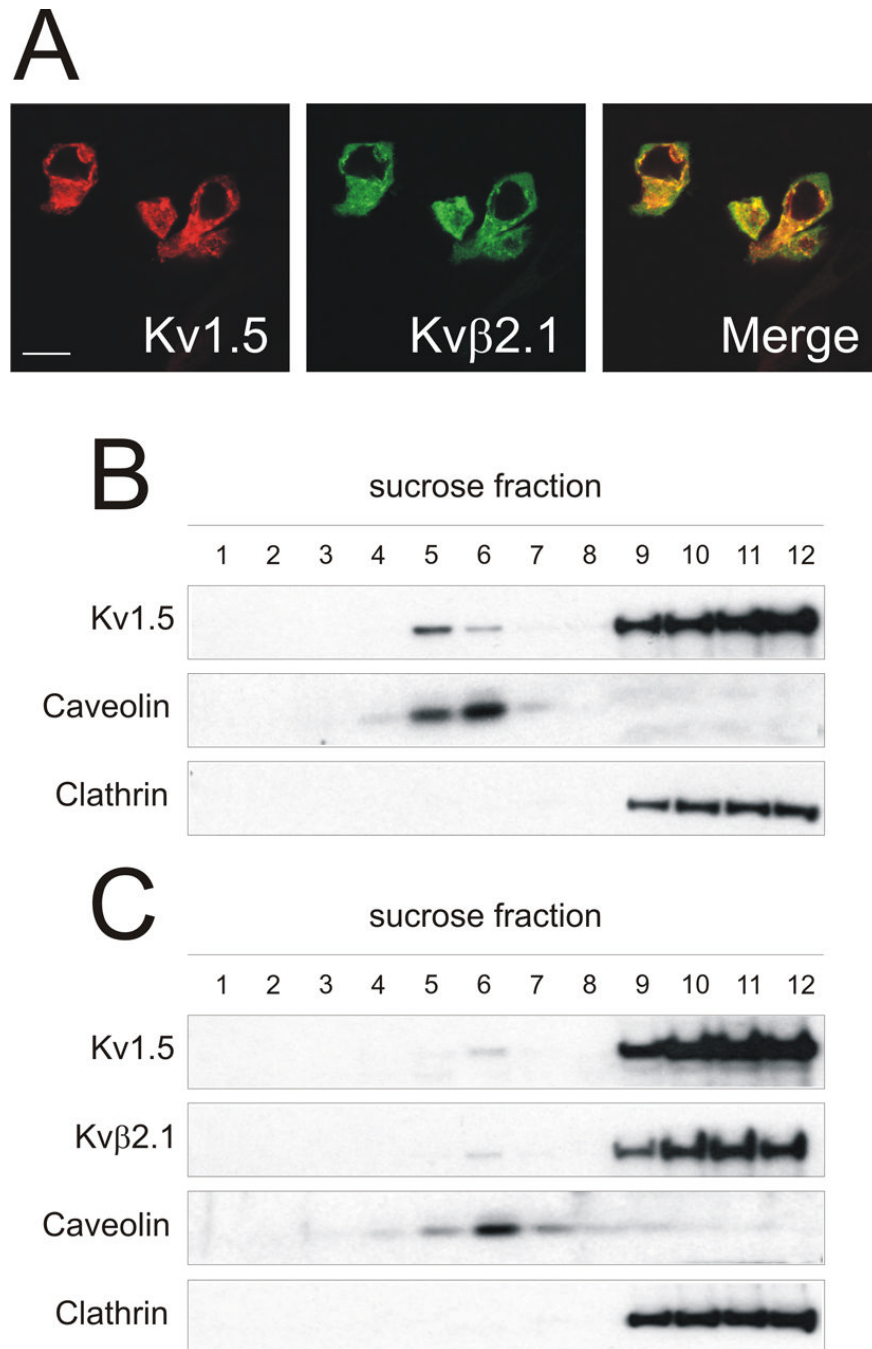 A
Kv1.5 Kvβ2.1 Merge
B
sucrose fraction
1 2 3 4 5 6 7 8 9 10 11 12
Kv1.5
Caveolin
Clathrin
C
sucrose fraction
1 2 3 4 5 6 7 8 9 10 11 12
Kv1.5
Kvβ2.1
Caveolin
Clathrin